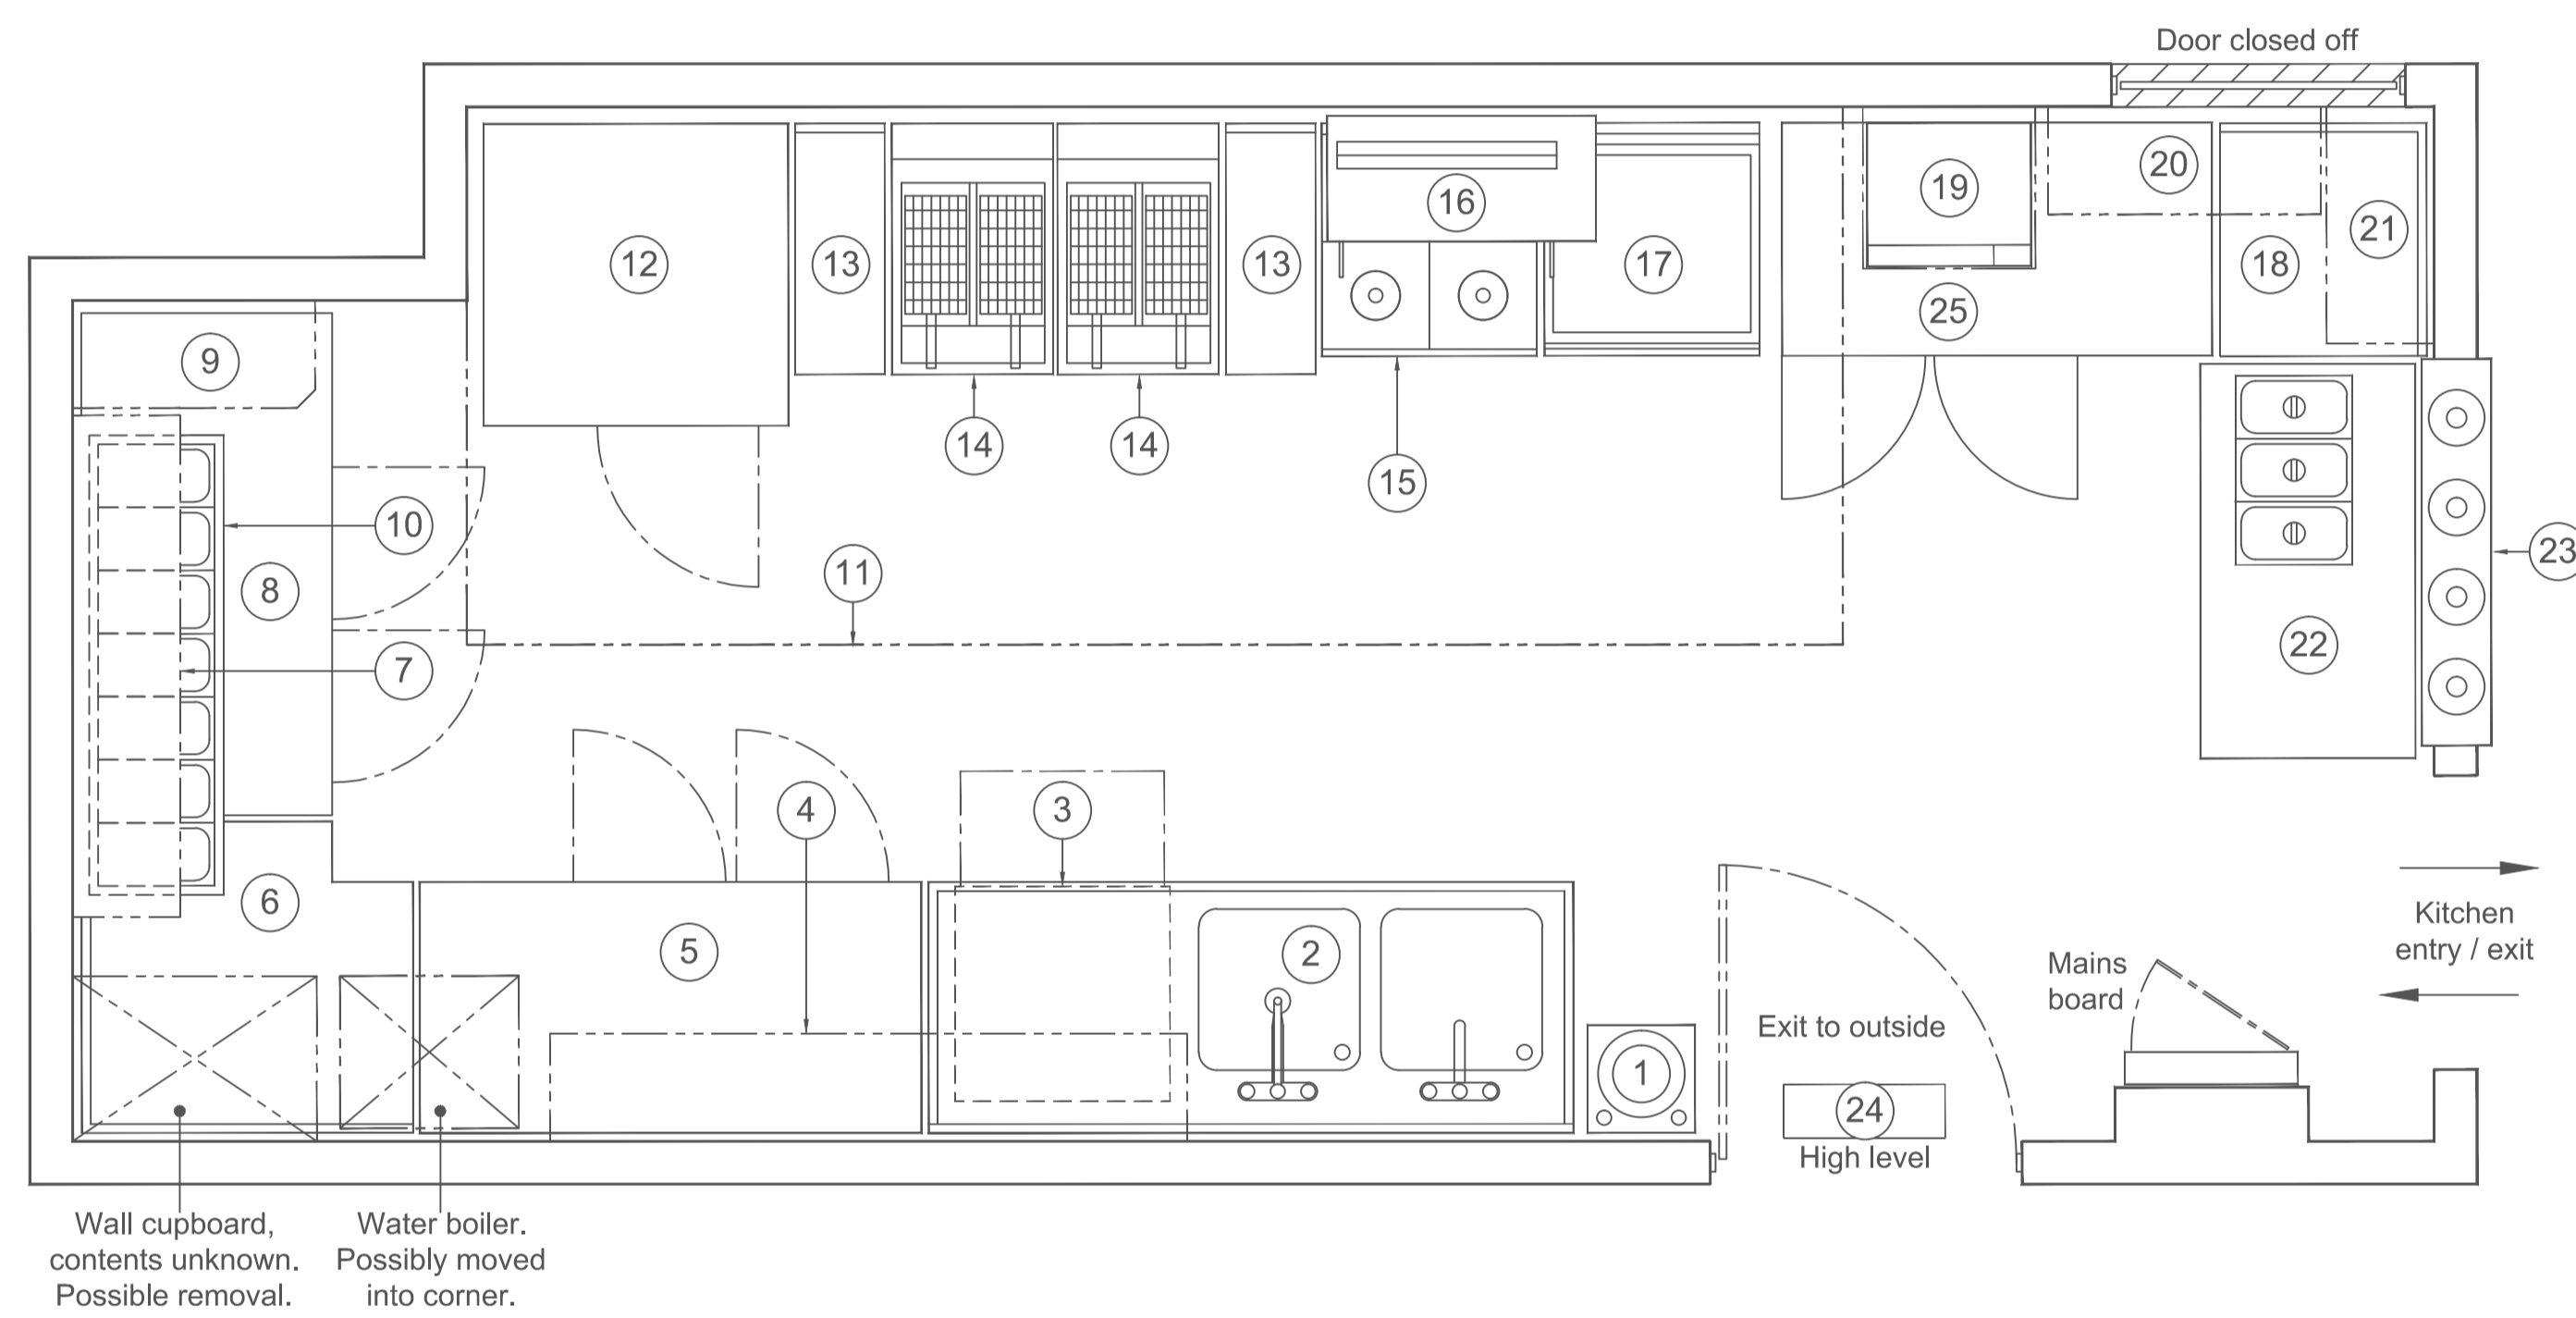 Door closed off
12
13
14
14
13
16
15
17
19
20
25
18
21
9
10
8
7
11
23
22
4
3
6
5
2
1
Kitchen
entry / exit
Mains
board
Exit to outside
24
High level
Wall cupboard,
contents unknown.
Possible removal.
Water boiler.
Possibly moved
into corner.